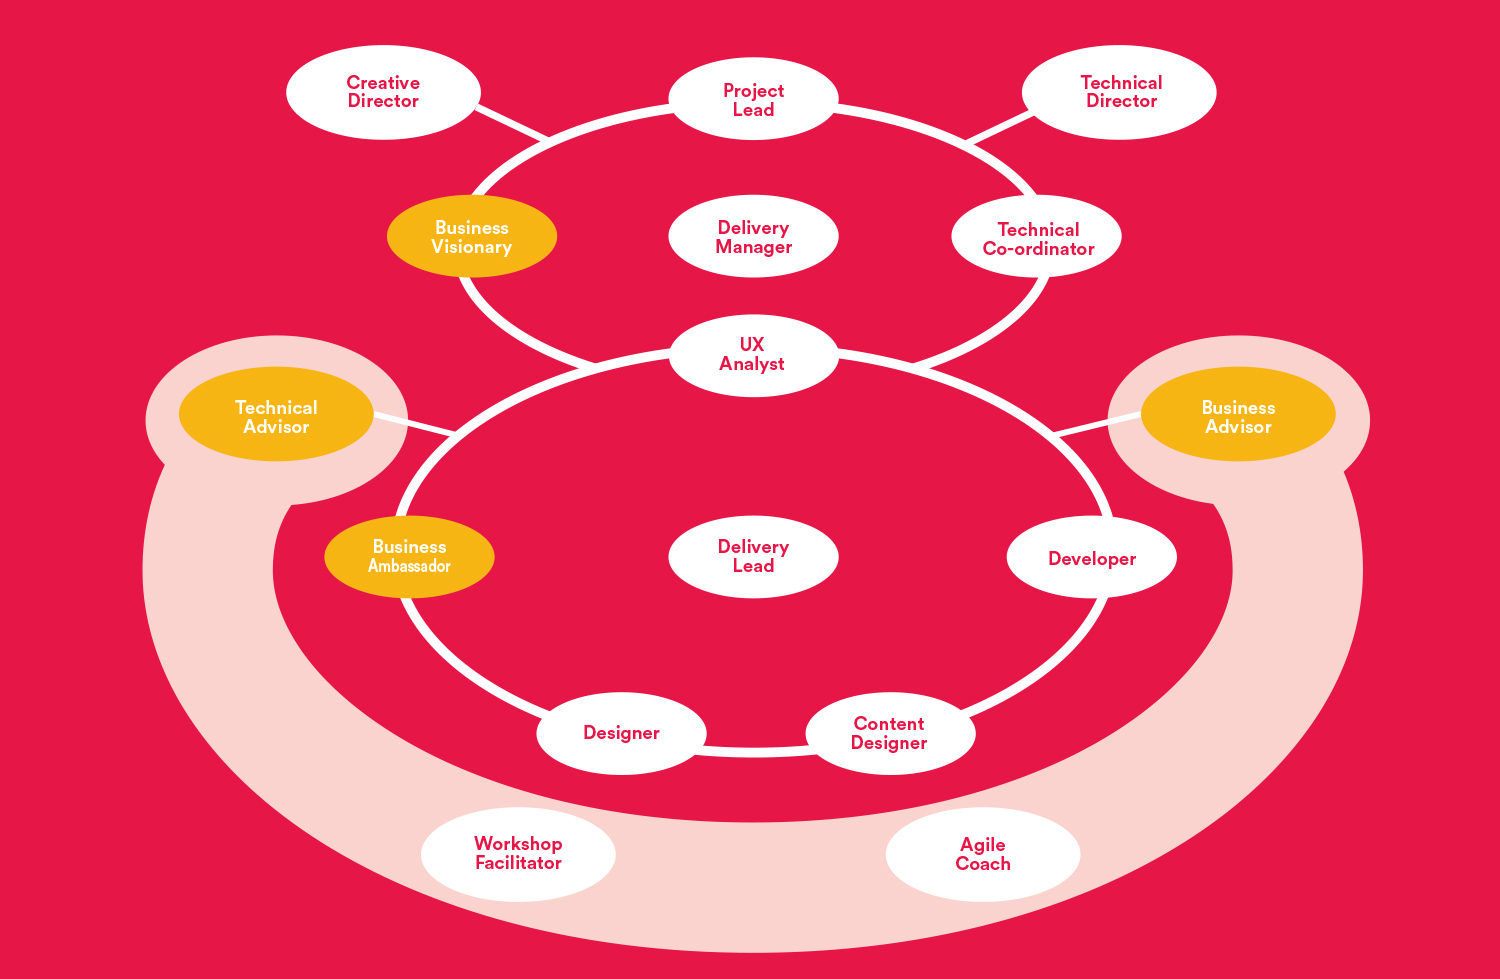 Creative
Director
Project
Lead
Technical
Director
Business
Visionary
Delivery
Manager
Technical
Co-ordinator
UX
Analyst
Technical
Advisor
Business
Advisor
Business
Ambassador
Delivery
Lead
Developer
Designer
Content
Designer
Workshop
Facilitator
Agile
Coach